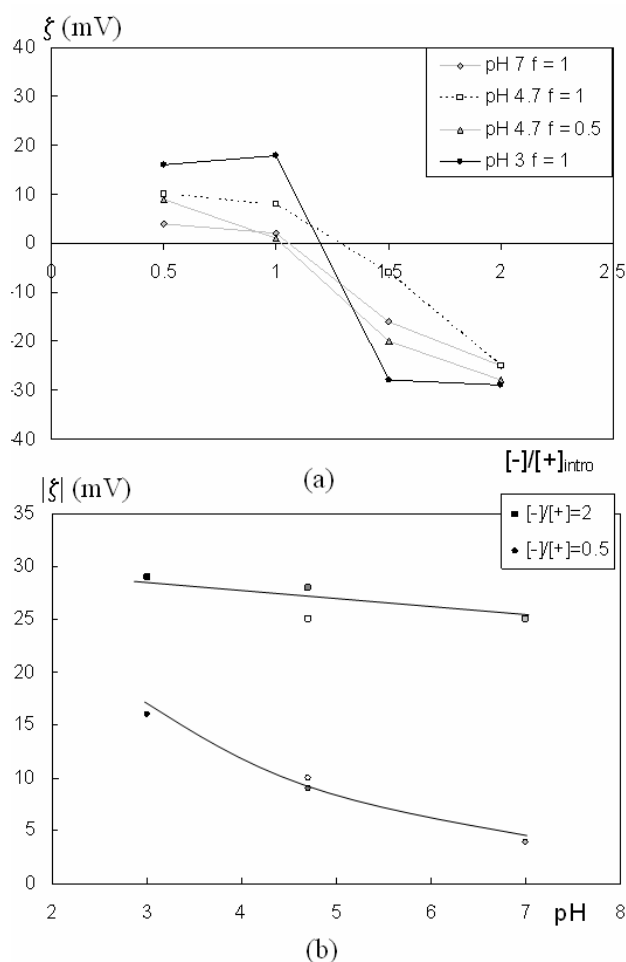 ζ (mV)
40
30
20
10
0
-10
-20
-30
-40
0 0.5 1 1.5 2 2.5
pH 7 f = 1
pH 4.7 f = 1
pH 4.7 f = 0.5
pH 3 f = 1
[-]/[+]intro
(a)
|ζ| (mV)
35
30
25
20
15
10
5
0
2 3 4 5 6 7 8
pH
[-]/[+]=2
[-]/[+]=0.5
(b)